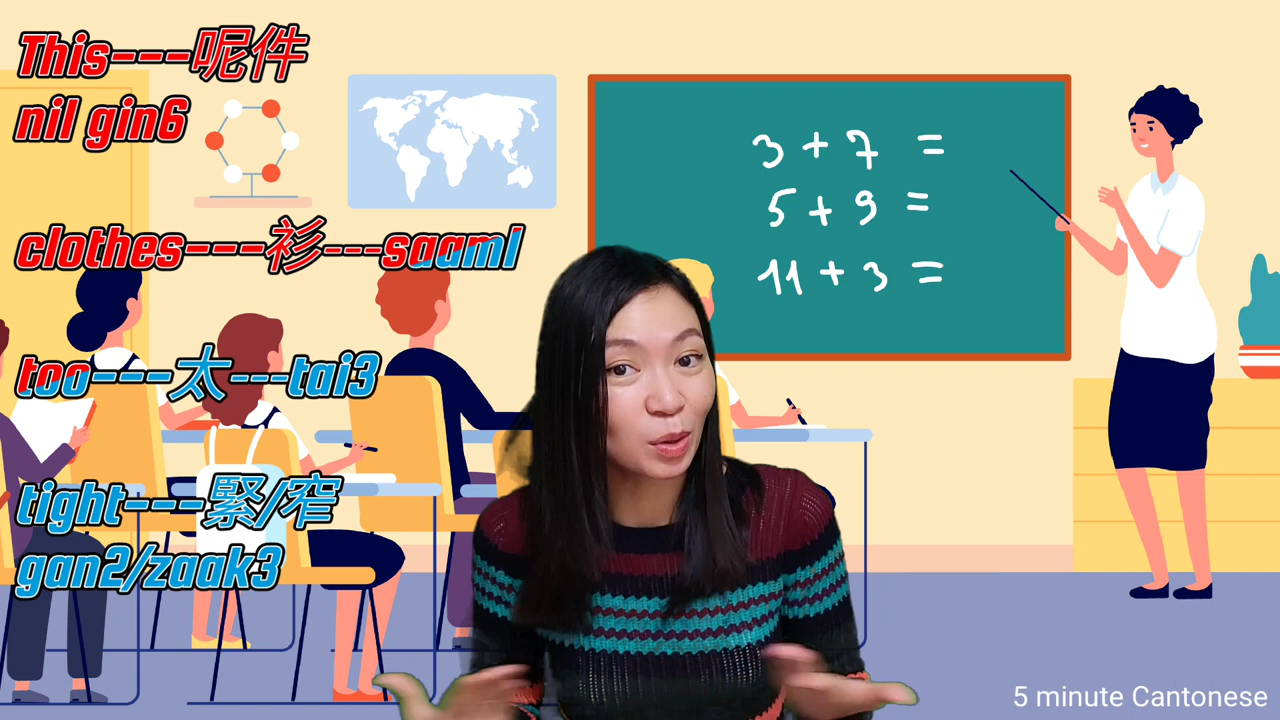 This---呢件
ni1 gin6
clothes---衫---saam1
too---太---tai3
tight---緊/窄
gan2/zaak3
3 + 7 =
5 + 9 =
11 + 3 =
5 minute Cantonese